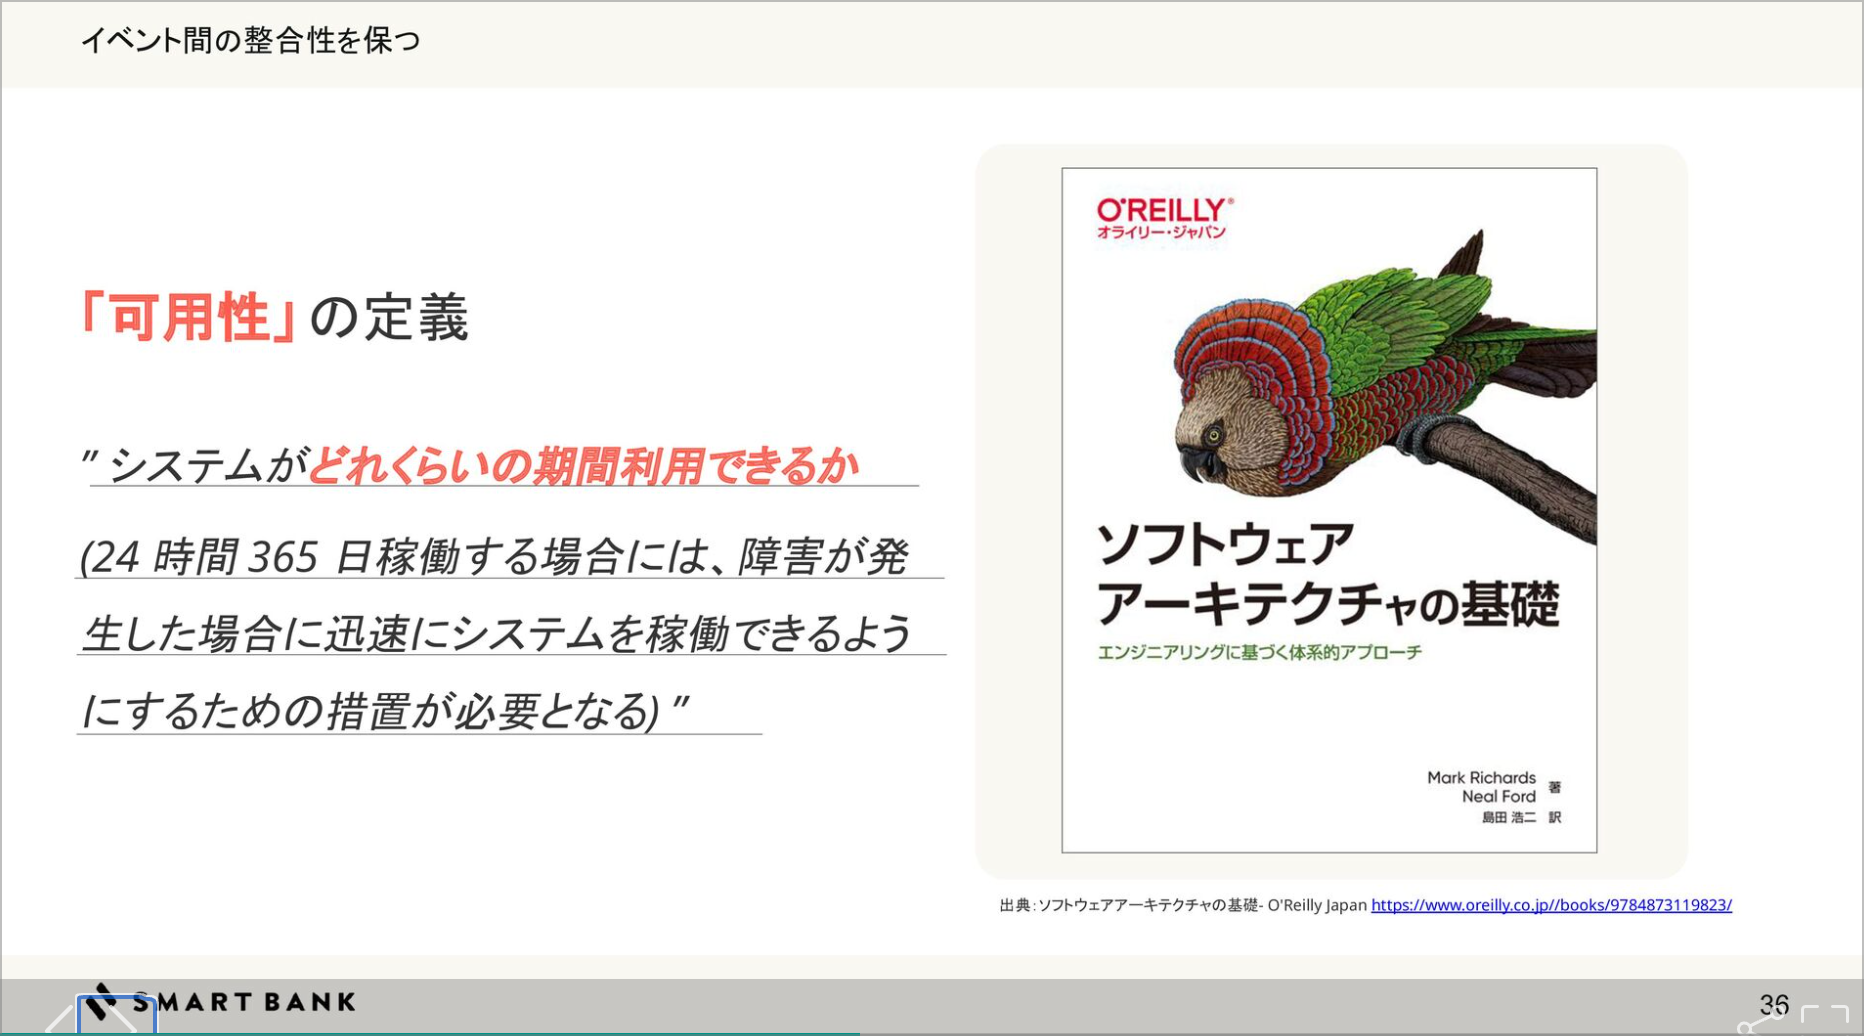 イベント間の整合性を保つ
「可用性」の定義
” システムがどれくらいの期間利用できるか
(24 時間 365 日稼働する場合には、障害が発
生した場合に迅速にシステムを稼働できるよう
にするための措置が必要となる) ”
O'REILLY®
オライリー・ジャパン
ソフトウェア
アーキテクチャの基礎
エンジニアリングに基づく体系的アプローチ
Mark Richards
Neal Ford 著
島田 浩二 訳
出典：ソフトウェアアーキテクチャの基礎- O'Reilly Japan https://www.oreilly.co.jp//books/9784873119823/
SMART BANK
36